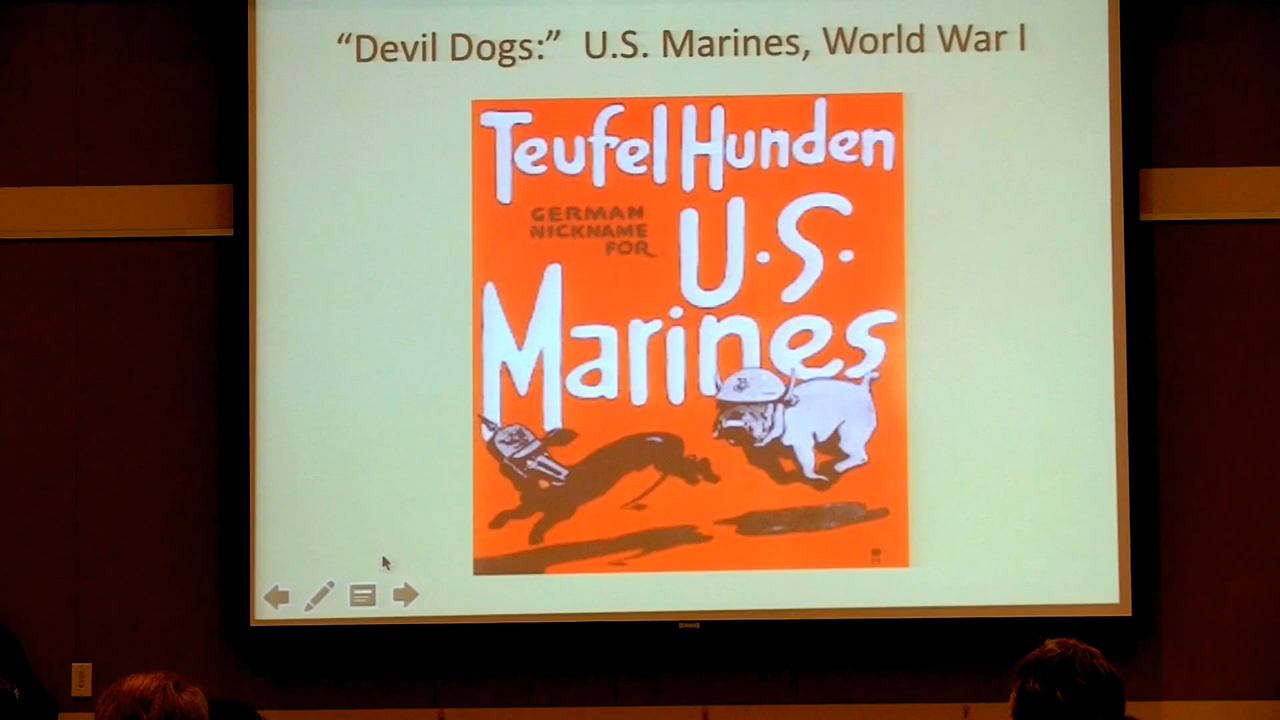 “Devil Dogs:” U.S. Marines, World War I
Teufel Hunden
GERMAN
NICKNAME
FOR
U.S.
Marines